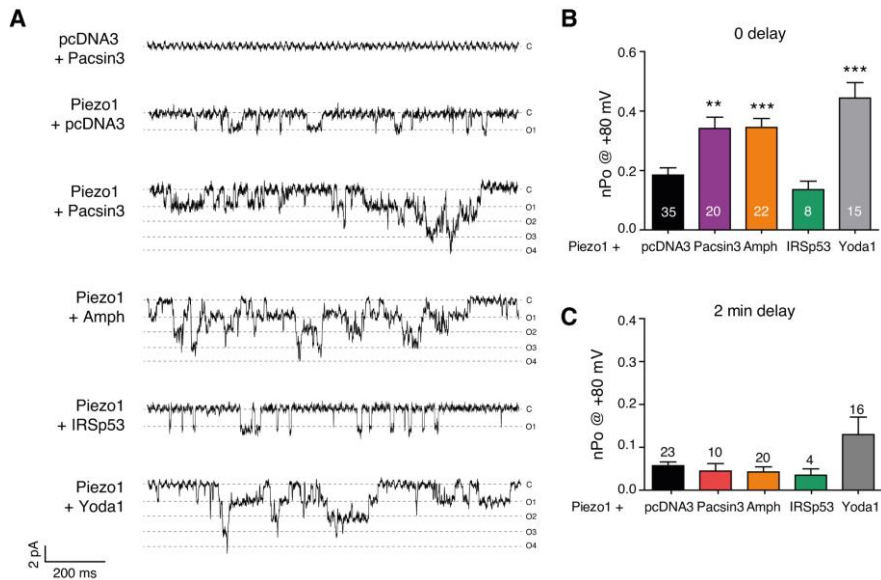 A
pcDNA3
+ Pacsin3
C
Piezo1
+ pcDNA3
C
O1
Piezo1
+ Pacsin3
C
O1
O2
O3
O4
Piezo1
+ Amph
C
O1
O2
O3
O4
Piezo1
+ IRSp53
C
O1
Piezo1
+ Yoda1
C
O1
O2
O3
O4
2 pA
200 ms
B
0 delay
nPo @ +80 mV
0.6
0.4
0.2
0.0
** *** ***
35 20 22 8 15
Piezo1 + pcDNA3 Pacsin3 Amph IRSp53 Yoda1
C
2 min delay
nPo @ +80 mV
0.4
0.3
0.2
0.1
0.0
23 10 20 4 16
Piezo1 + pcDNA3 Pacsin3 Amph IRSp53 Yoda1